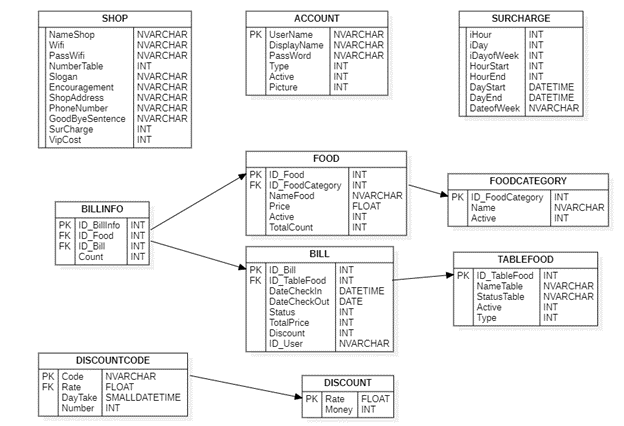 SHOP
NameShop NVARCHAR
Wifi NVARCHAR
PassWifi NVARCHAR
NumberTable INT
Slogan NVARCHAR
Encouragement NVARCHAR
ShopAddress NVARCHAR
PhoneNumber NVARCHAR
GoodByeSentence NVARCHAR
SurCharge INT
VipCost INT
ACCOUNT
PK UserName NVARCHAR
DisplayName NVARCHAR
PassWord NVARCHAR
Type INT
Active INT
Picture INT
SURCHARGE
iHour INT
iDay INT
iDayofWeek INT
HourStart INT
HourEnd INT
DayStart DATETIME
DayEnd DATETIME
DateofWeek NVARCHAR
FOOD
PK ID_Food INT
FK ID_FoodCategory INT
NameFood NVARCHAR
Price FLOAT
Active INT
TotalCount INT
FOODCATEGORY
PK ID_FoodCategory INT
Name NVARCHAR
Active INT
BILLINFO
PK ID_BillInfo INT
FK ID_Food INT
FK ID_Bill INT
Count INT
BILL
PK ID_Bill INT
FK ID_TableFood INT
DateCheckIn DATETIME
DateCheckOut DATE
Status INT
TotalPrice INT
Discount INT
ID_User NVARCHAR
TABLEFOOD
PK ID_TableFood INT
NameTable NVARCHAR
StatusTable NVARCHAR
Active INT
Type INT
DISCOUNTCODE
PK Code NVARCHAR
FK Rate FLOAT
DayTake SMALLDATETIME
Number INT
DISCOUNT
PK Rate FLOAT
Money INT